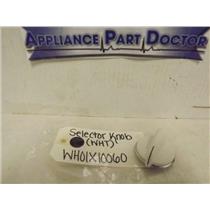 APPLIANCE PART DOCTOR
Selector Knob
(WHT)
WH01X10060